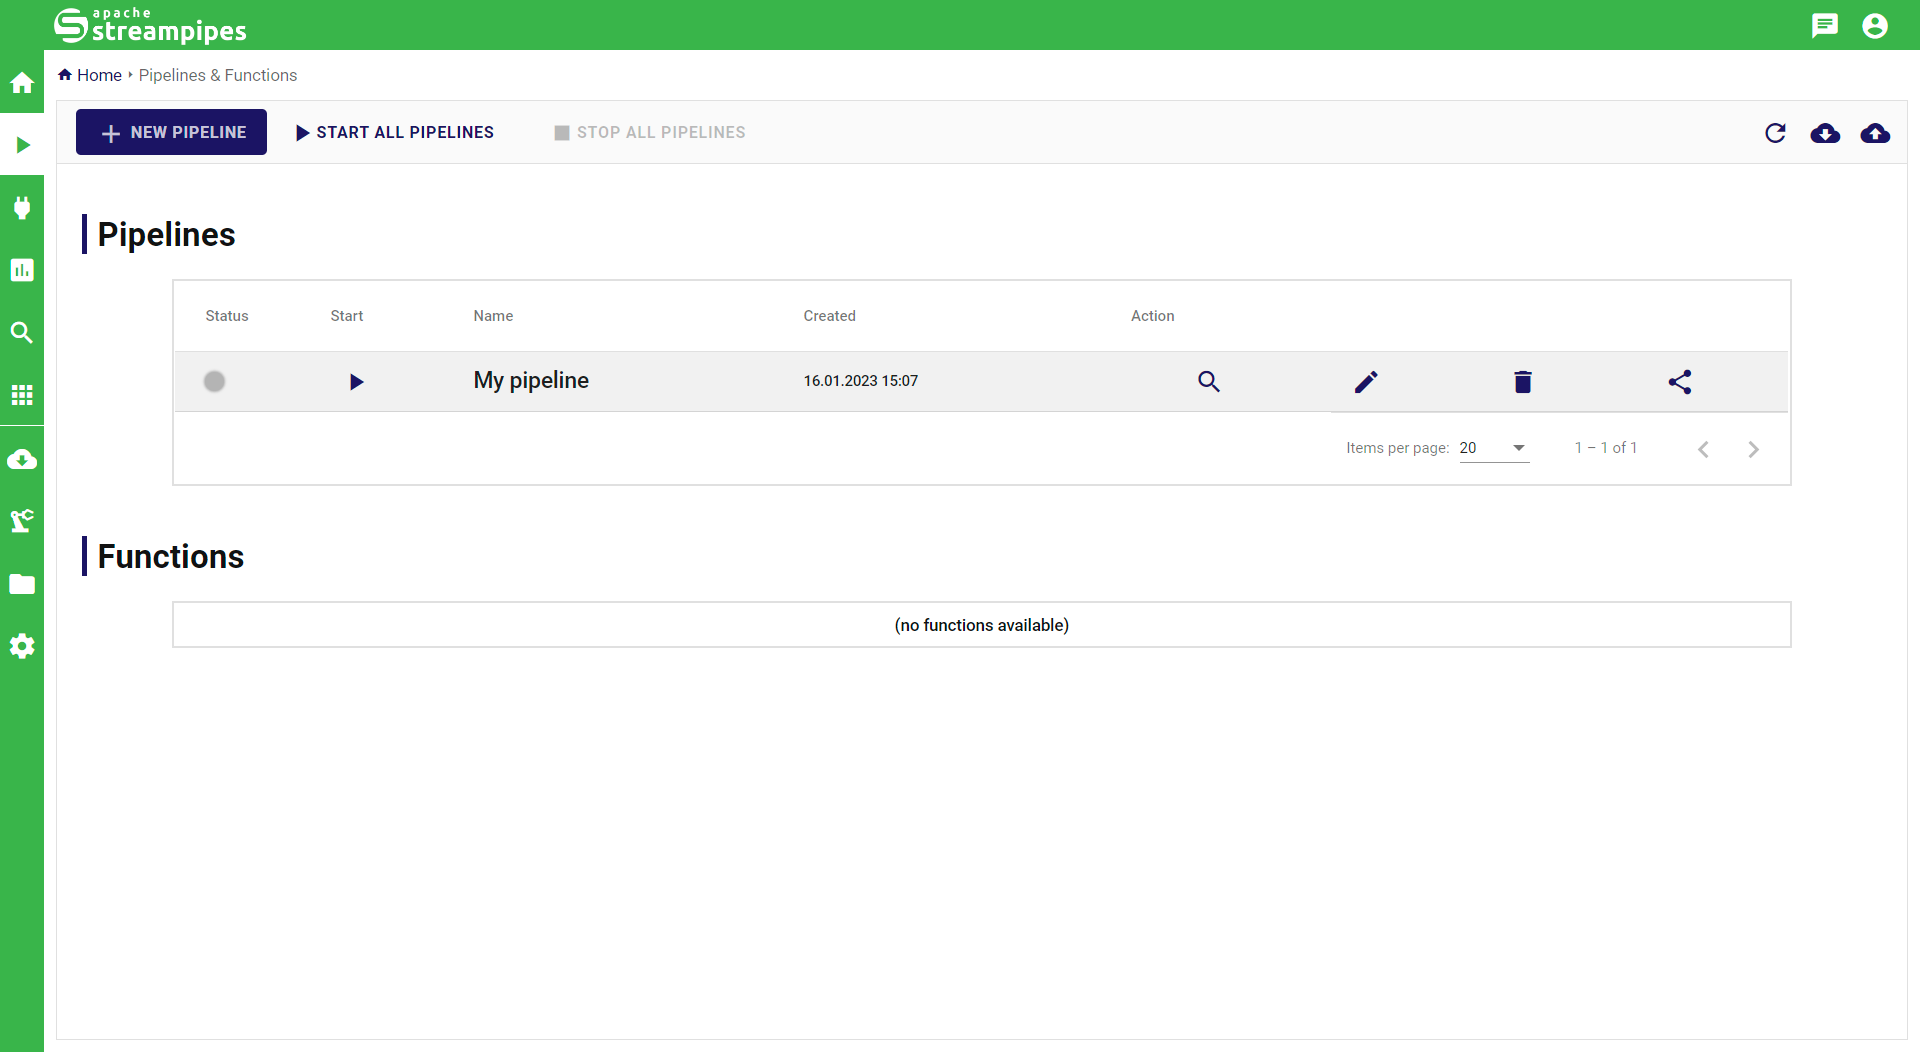 apache
streampipes
Home Pipelines & Functions
NEW PIPELINE START ALL PIPELINES STOP ALL PIPELINES
Pipelines
Status Start Name Created Action
My pipeline 16.01.2023 15:07
Items per page: 20 1 – 1 of 1
Functions
(no functions available)